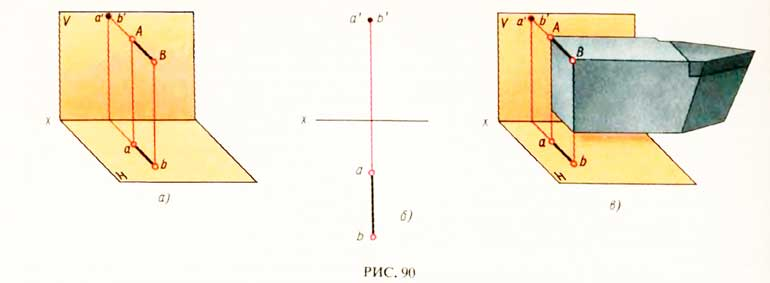 V a' b' A B
X a b
H
а)
a' b'
X
a
b
б)
V a' b' A B
X a b
H
в)
РИС. 90